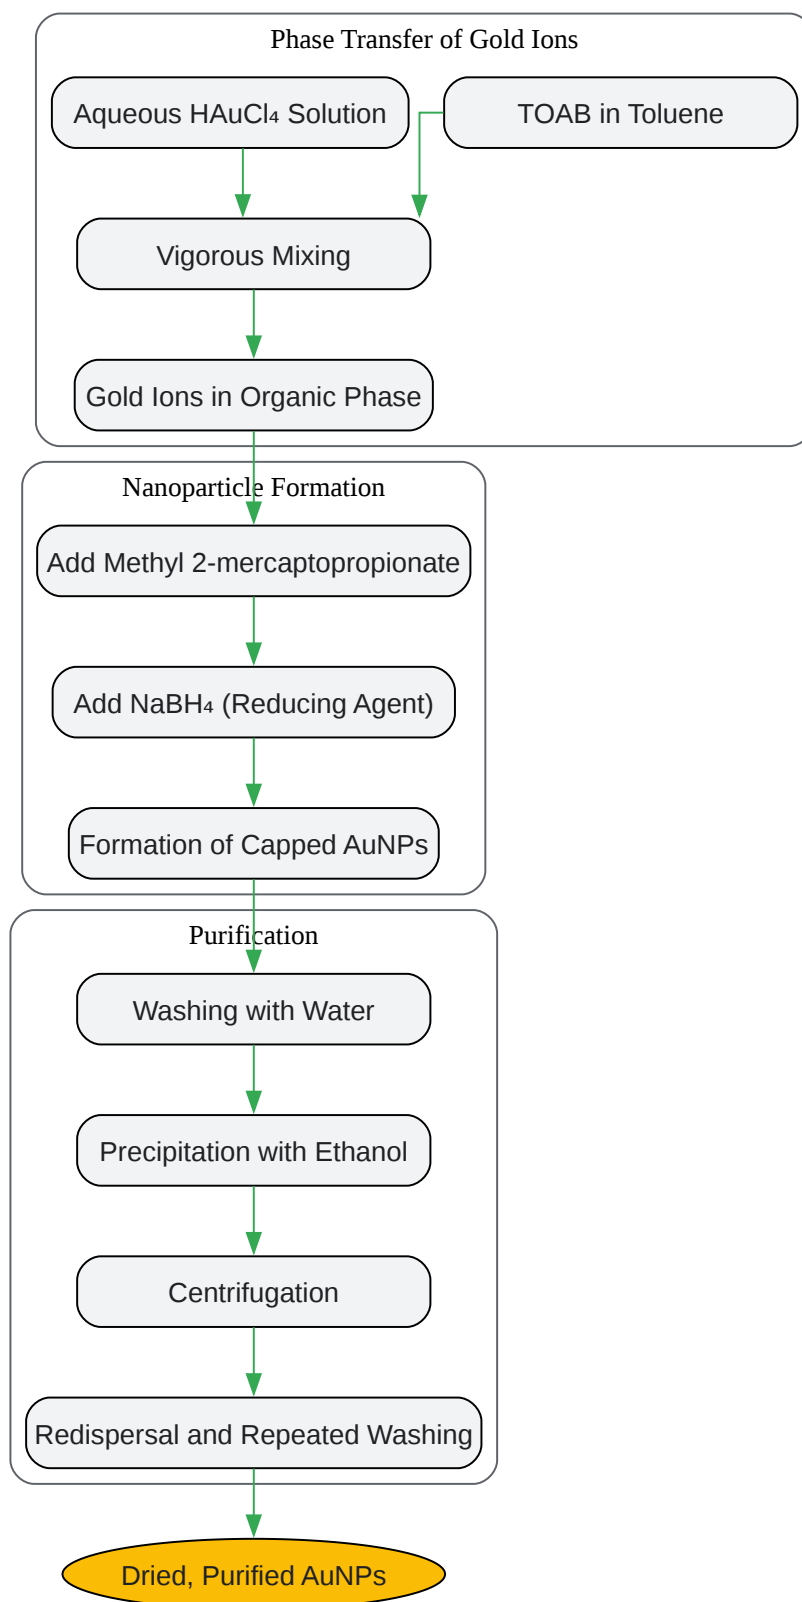 Phase Transfer of Gold Ions
Aqueous HAuCl₄ Solution
TOAB in Toluene
Vigorous Mixing
Gold Ions in Organic Phase
Nanoparticle Formation
Add Methyl 2-mercaptopropionate
Add NaBH₄ (Reducing Agent)
Formation of Capped AuNPs
Purification
Washing with Water
Precipitation with Ethanol
Centrifugation
Redispersal and Repeated Washing
Dried, Purified AuNPs